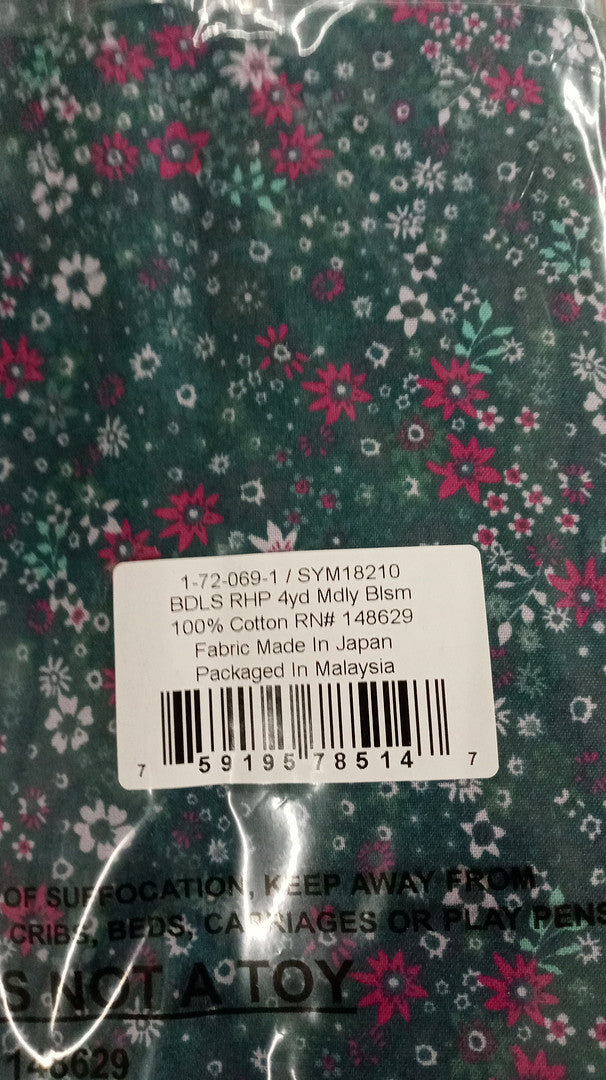 1-72-069-1 / SYM18210
BDLS RHP 4yd Mdly Blsm
100% Cotton RN# 148629
Fabric Made In Japan
Packaged In Malaysia
7 59195 78514 7
OF SUFFOCATION, KEEP AWAY FROM
CRIBS, BEDS, CARRIAGES OR PLAY PENS
S NOT A TOY
148629